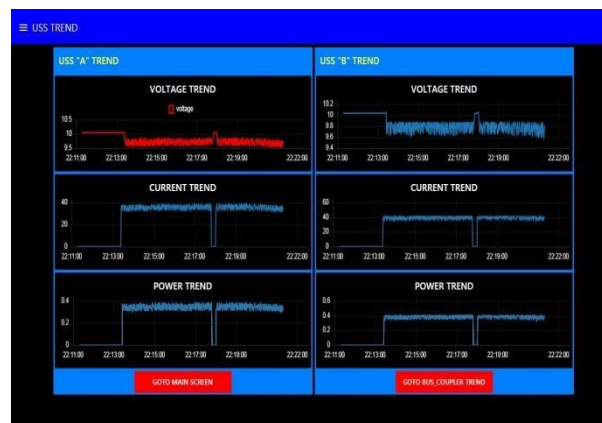 ≡ USS TREND
USS "A" TREND
VOLTAGE TREND
voltage
10.5
10
9.5
22:11:00 22:13:00 22:15:00 22:17:00 22:19:00 22:22:00
CURRENT TREND
40
20
0
22:11:00 22:13:00 22:15:00 22:17:00 22:19:00 22:22:00
POWER TREND
0.4
0.2
0
22:11:00 22:13:00 22:15:00 22:17:00 22:19:00 22:22:00
GOTO MAIN SCREEN
USS "B" TREND
VOLTAGE TREND
10.2
10
9.8
9.6
9.4
22:11:00 22:13:00 22:15:00 22:17:00 22:19:00 22:22:00
CURRENT TREND
60
40
20
0
22:11:00 22:13:00 22:15:00 22:17:00 22:19:00 22:22:00
POWER TREND
0.6
0.4
0.2
0
22:11:00 22:13:00 22:15:00 22:17:00 22:19:00 22:22:00
GOTO BUS_COUPLER TREND